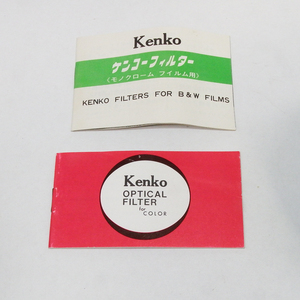 Kenko
ケンコーフィルター
(モノクローム フイルム用)
KENKO FILTERS FOR B&W FILMS
Kenko
OPTICAL
FILTER
for
COLOR